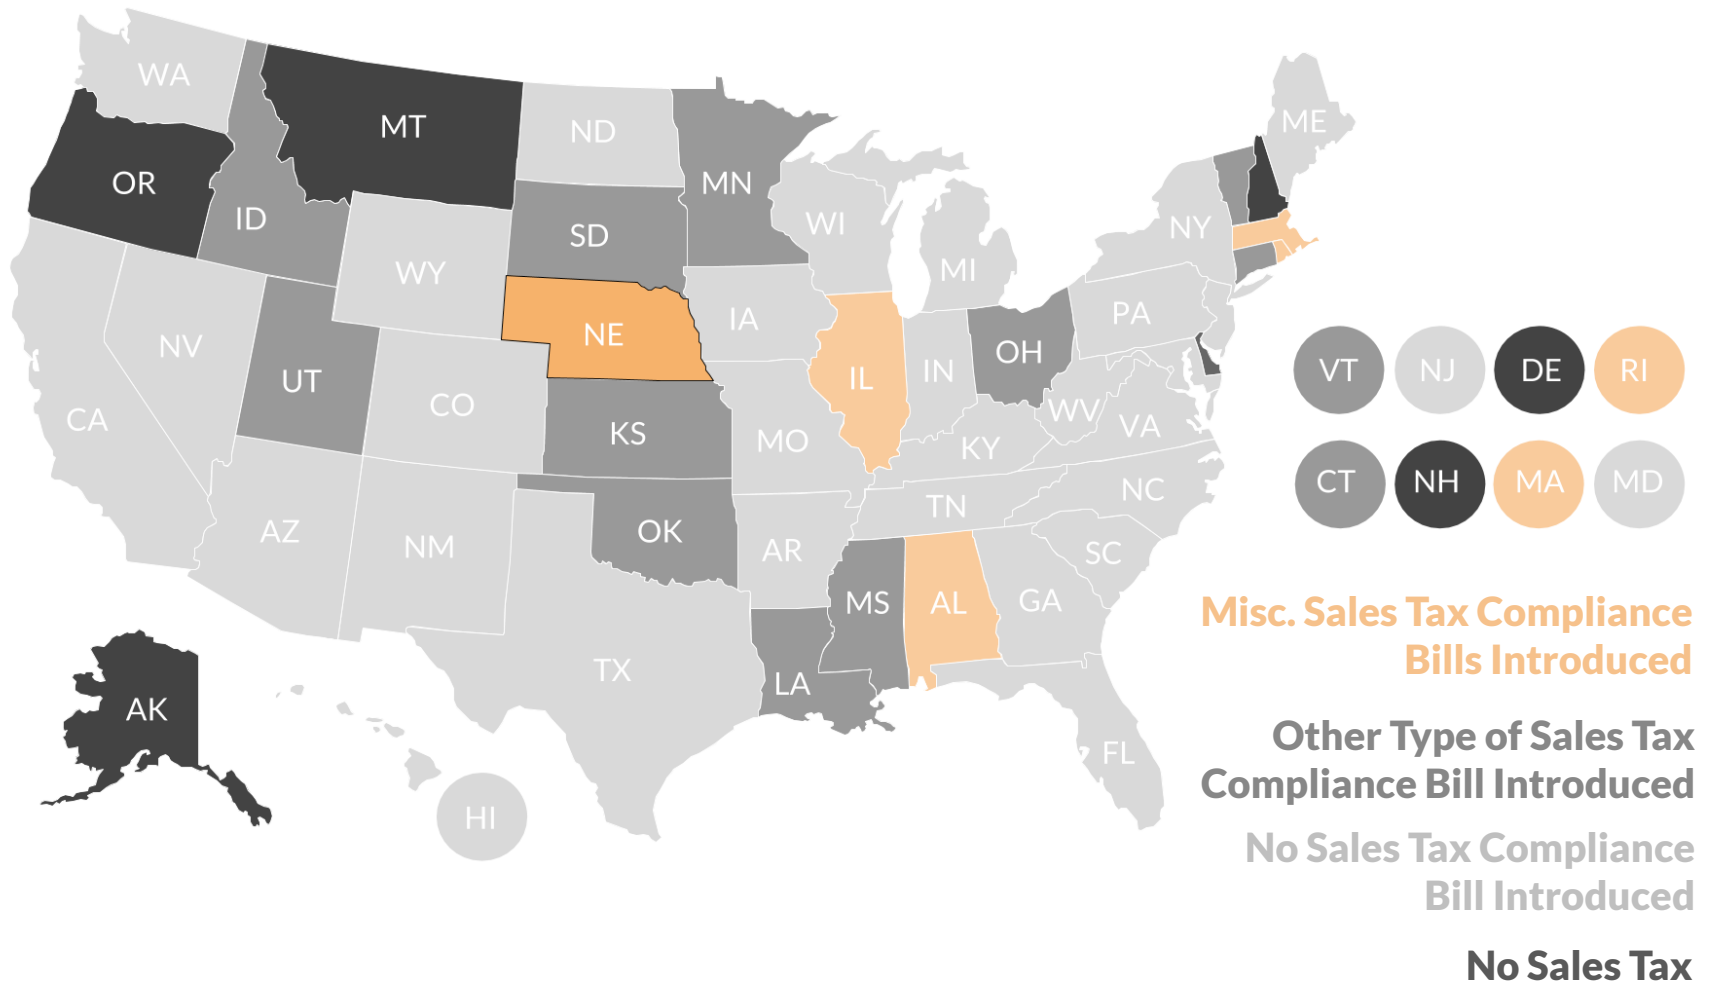 WA
MT
ND
MN
ME
OR
ID
SD
WI
NY
WY
MI
NE
IA
PA
NV
UT
CO
IL
IN
OH
CA
KS
MO
KY
WV
VA
VT
NJ
DE
RI
CT
NH
MA
MD
AZ
NM
OK
AR
TN
NC
SC
MS
AL
GA
TX
LA
FL
AK
HI
Misc. Sales Tax Compliance
Bills Introduced
Other Type of Sales Tax
Compliance Bill Introduced
No Sales Tax Compliance
Bill Introduced
No Sales Tax